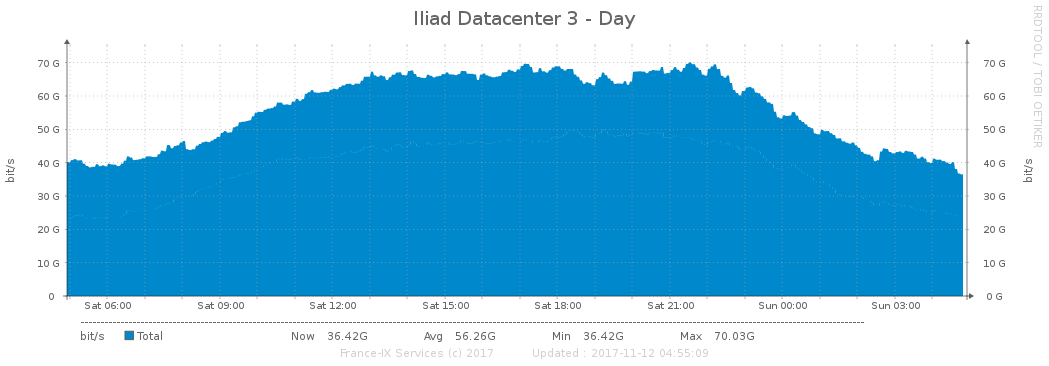 Iliad Datacenter 3 - Day
RRDTOOL / TOBI OETIKER
bit/s
bit/s
70 G
60 G
50 G
40 G
30 G
20 G
10 G
0
70 G
60 G
50 G
40 G
30 G
20 G
10 G
0 G
Sat 06:00 Sat 09:00 Sat 12:00 Sat 15:00 Sat 18:00 Sat 21:00 Sun 00:00 Sun 03:00
bit/s Total Now 36.42G Avg 56.26G Min 36.42G Max 70.03G
France-IX Services (c) 2017 Updated : 2017-11-12 04:55:09